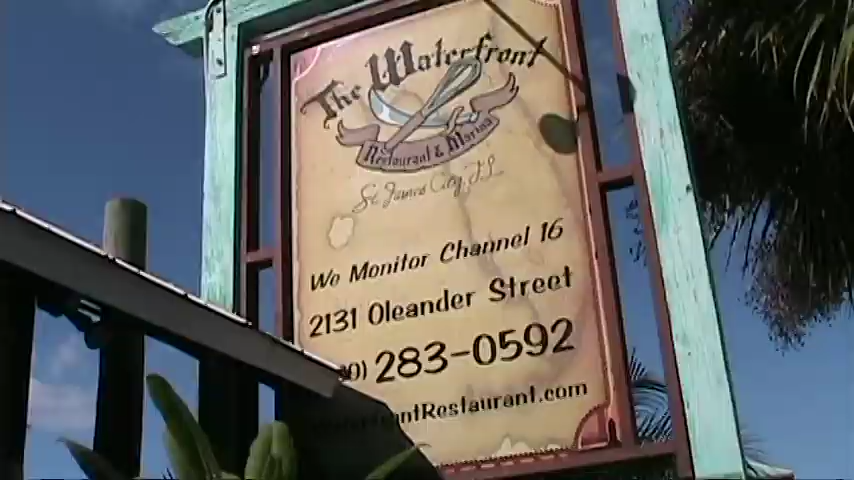 The Waterfront
Restaurant & Marina
St. James City, FL
We Monitor Channel 16
2131 Oleander Street
283-0592